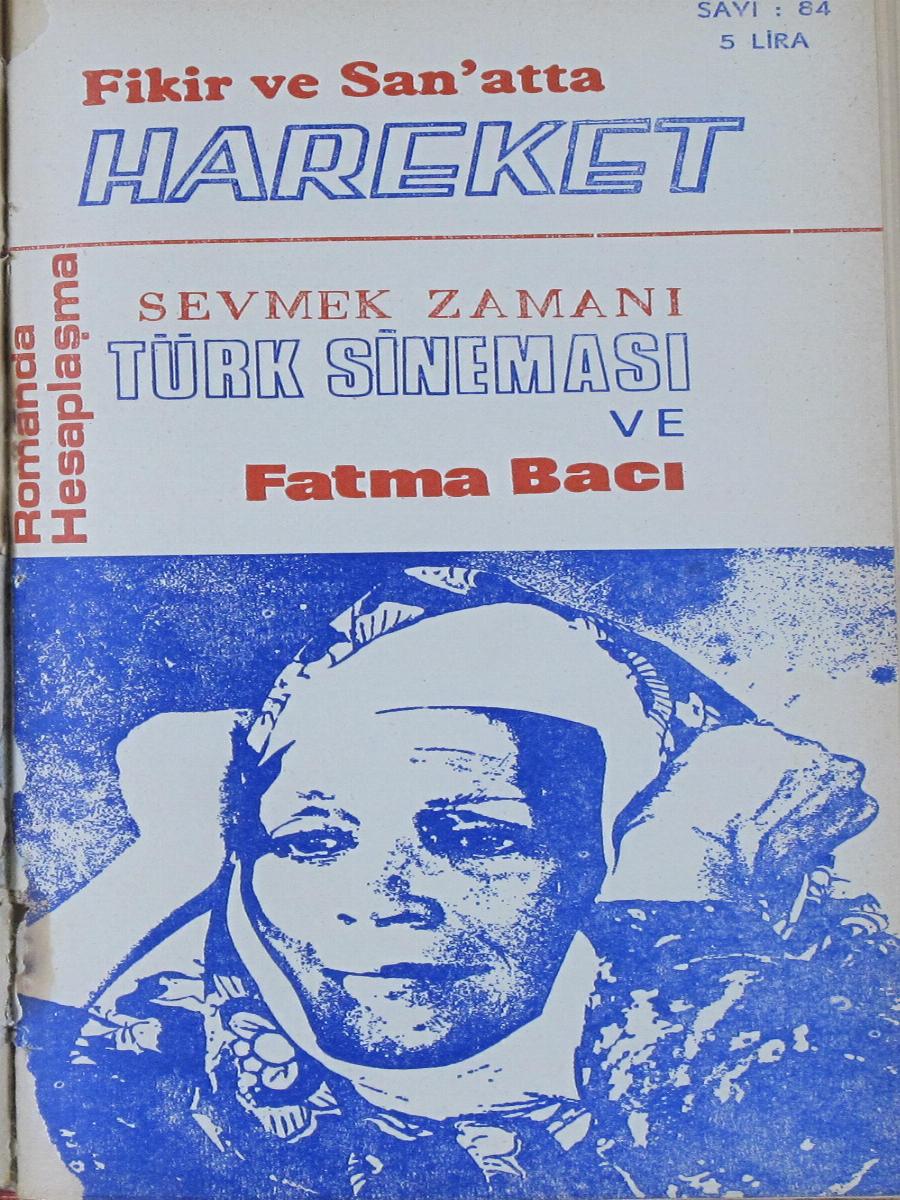 SAYI : 84
5 LİRA
Fikir ve San'atta
HAREKET
Romanda
Hesaplaşma
SEVMEK ZAMANI
TÜRK SİNEMASI
VE
Fatma Bacı